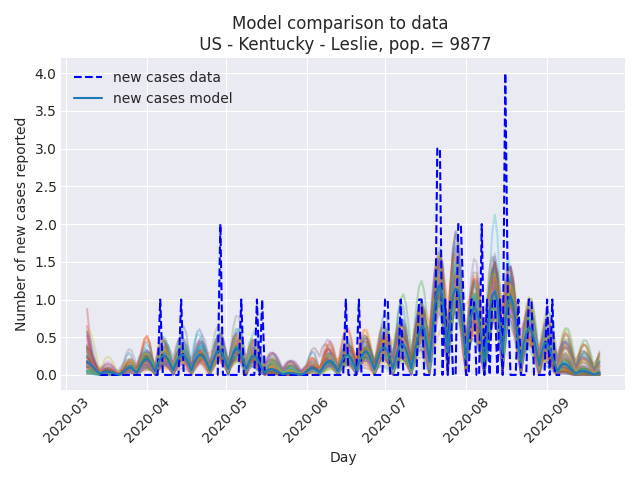 Model comparison to data
US - Kentucky - Leslie, pop. = 9877
new cases data
new cases model
Number of new cases reported
4.0
3.5
3.0
2.5
2.0
1.5
1.0
0.5
0.0
2020-03
2020-04
2020-05
2020-06
2020-07
2020-08
2020-09
Day